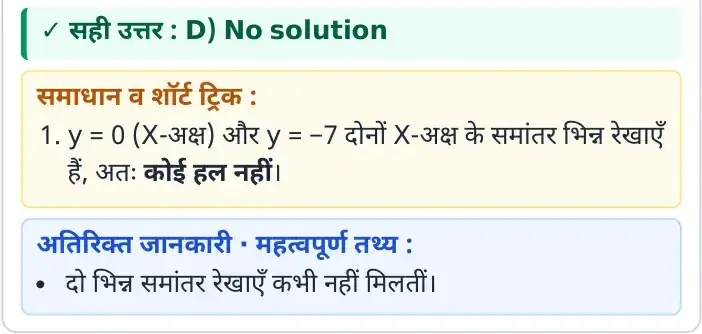 ✓ सही उत्तर : D) No solution
समाधान व शॉर्ट ट्रिक :
1. y = 0 (X-अक्ष) और y = −7 दोनों X-अक्ष के समांतर भिन्न रेखाएँ
हैं, अतः कोई हल नहीं।
अतिरिक्त जानकारी · महत्वपूर्ण तथ्य :
• दो भिन्न समांतर रेखाएँ कभी नहीं मिलतीं।